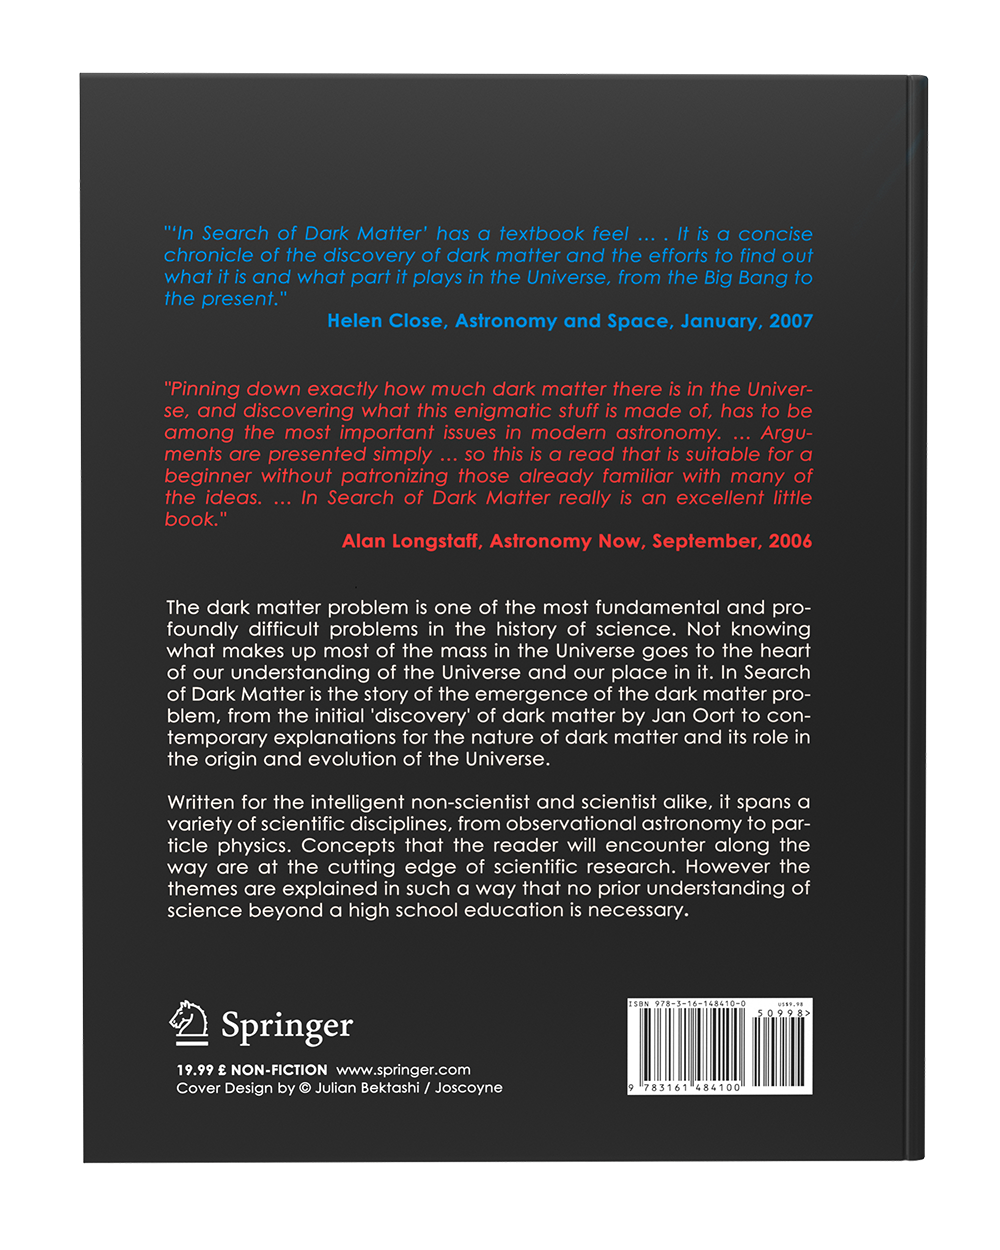 "‘In Search of Dark Matter’ has a textbook feel ... . It is a concise
chronicle of the discovery of dark matter and the efforts to find out
what it is and what part it plays in the Universe, from the Big Bang to
the present."
Helen Close, Astronomy and Space, January, 2007
"Pinning down exactly how much dark matter there is in the Univer-
se, and discovering what this enigmatic stuff is made of, has to be
among the most important issues in modern astronomy. ... Argu-
ments are presented simply ... so this is a read that is suitable for a
beginner without patronizing those already familiar with many of
the ideas. ... In Search of Dark Matter really is an excellent little
book."
Alan Longstaff, Astronomy Now, September, 2006
The dark matter problem is one of the most fundamental and pro-
foundly difficult problems in the history of science. Not knowing
what makes up most of the mass in the Universe goes to the heart
of our understanding of the Universe and our place in it. In Search
of Dark Matter is the story of the emergence of the dark matter pro-
blem, from the initial 'discovery' of dark matter by Jan Oort to con-
temporary explanations for the nature of dark matter and its role in
the origin and evolution of the Universe.
Written for the intelligent non-scientist and scientist alike, it spans a
variety of scientific disciplines, from observational astronomy to par-
ticle physics. Concepts that the reader will encounter along the
way are at the cutting edge of scientific research. However the
themes are explained in such a way that no prior understanding of
science beyond a high school education is necessary.
Springer
19.99 £ NON-FICTION www.springer.com
Cover Design by © Julian Bektashi / Joscoyne
ISBN 978-3-16-148410-0
US$9.98
50998>
9 783161 484100